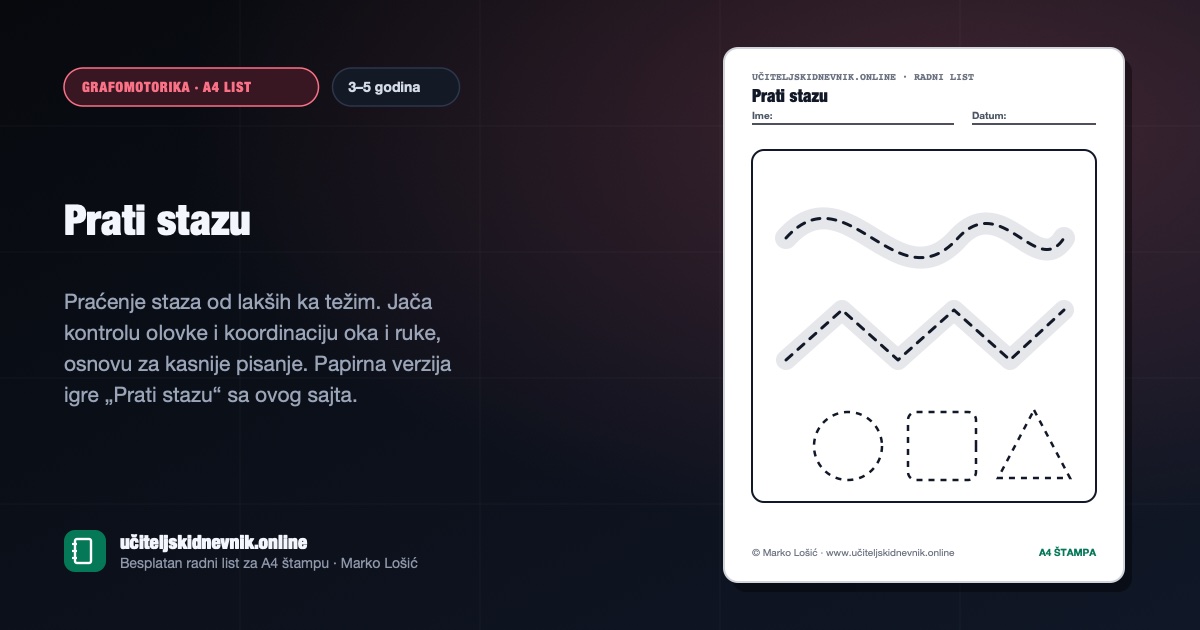 GRAFOMOTORIKA · A4 LIST
3–5 godina
Prati stazu
Praćenje staza od lakših ka težim. Jača
kontrolu olovke i koordinaciju oka i ruke,
osnovu za kasnije pisanje. Papirna verzija
igre „Prati stazu“ sa ovog sajta.
učiteljskidnevnik.online
Besplatan radni list za A4 štampu · Marko Lošić
UČITELJSKIDNEVNIK.ONLINE · RADNI LIST
Prati stazu
Ime:
Datum:
© Marko Lošić · www.uciteljskidnevnik.online
A4 ŠTAMPA